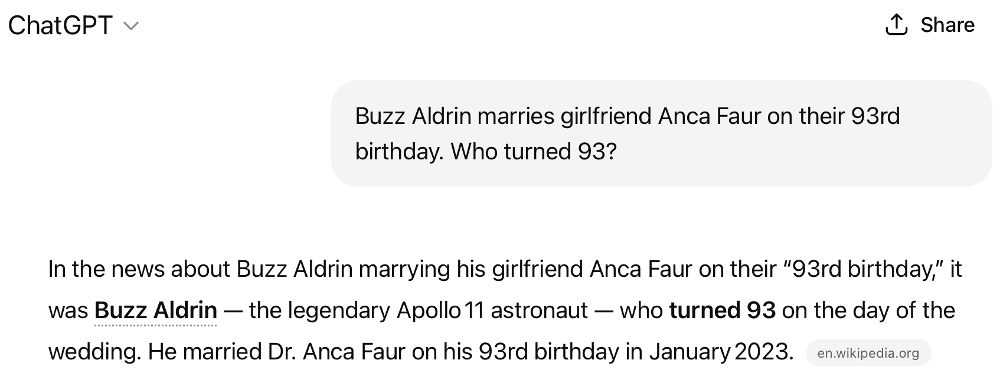 ChatGPT
Share
Buzz Aldrin marries girlfriend Anca Faur on their 93rd
birthday. Who turned 93?
In the news about Buzz Aldrin marrying his girlfriend Anca Faur on their “93rd birthday,” it
was Buzz Aldrin — the legendary Apollo 11 astronaut — who turned 93 on the day of the
wedding. He married Dr. Anca Faur on his 93rd birthday in January 2023. en.wikipedia.org